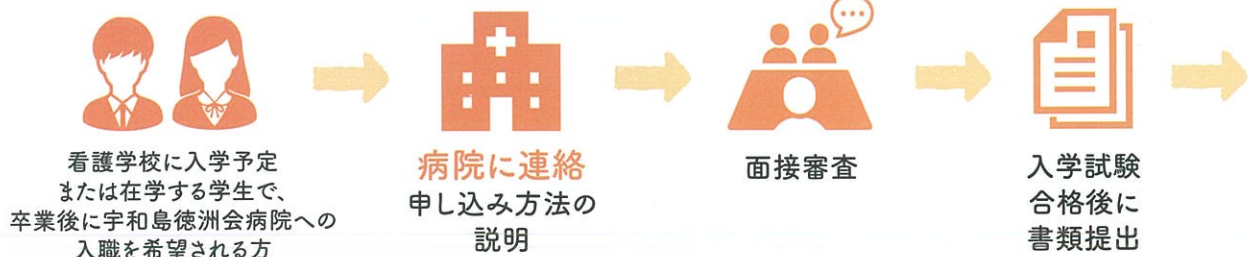 看護学校に入学予定
または在学する学生で、
卒業後に宇和島徳洲会病院への
入職を希望される方
病院に連絡
申し込み方法の
説明
面接審査
入学試験
合格後に
書類提出